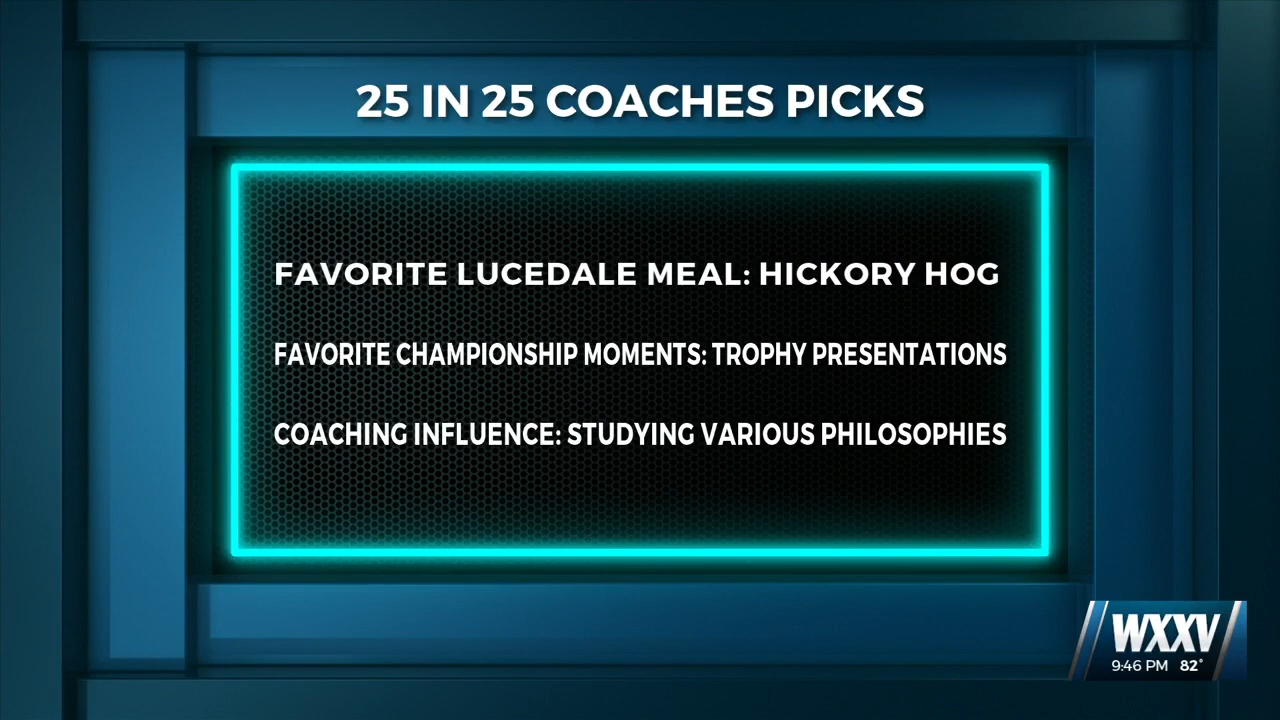 25 IN 25 COACHES PICKS
FAVORITE LUCEDALE MEAL: HICKORY HOG
FAVORITE CHAMPIONSHIP MOMENTS: TROPHY PRESENTATIONS
COACHING INFLUENCE: STUDYING VARIOUS PHILOSOPHIES
WXXV
9:46 PM 82°